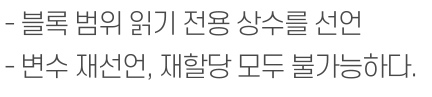 - 블록 범위 읽기 전용 상수를 선언
- 변수 재선언, 재할당 모두 불가능하다.